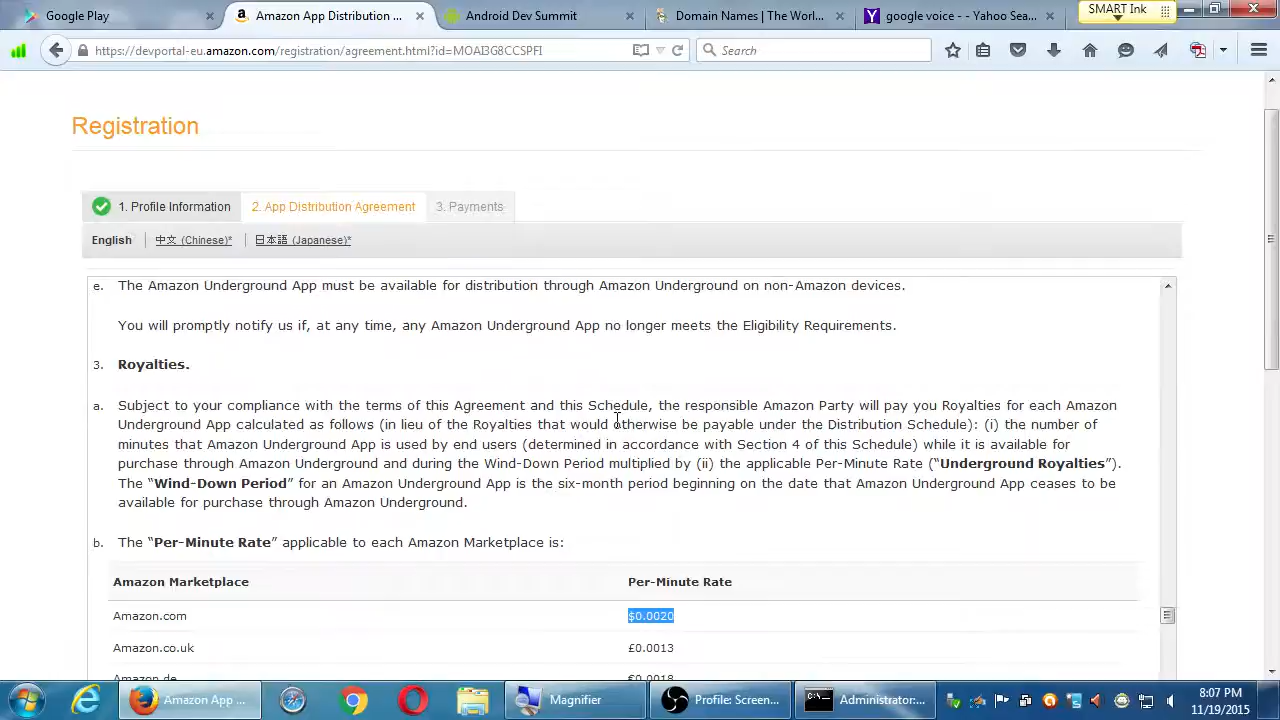 Google Play
Amazon App Distribution ...
Android Dev Summit
Domain Names | The Worl...
google voice - - Yahoo Sea...
SMART Ink
https://devportal-eu.amazon.com/registration/agreement.html?id=MOAI3G8CCSPFI
Search
Registration
1. Profile Information
2. App Distribution Agreement
3. Payments
English
中文 (Chinese)*
日本語 (Japanese)*
e. The Amazon Underground App must be available for distribution through Amazon Underground on non-Amazon devices.
You will promptly notify us if, at any time, any Amazon Underground App no longer meets the Eligibility Requirements.
3. Royalties.
a. Subject to your compliance with the terms of this Agreement and this Schedule, the responsible Amazon Party will pay you Royalties for each Amazon
Underground App calculated as follows (in lieu of the Royalties that would otherwise be payable under the Distribution Schedule): (i) the number of
minutes that Amazon Underground App is used by end users (determined in accordance with Section 4 of this Schedule) while it is available for
purchase through Amazon Underground and during the Wind-Down Period multiplied by (ii) the applicable Per-Minute Rate (“Underground Royalties”).
The “Wind-Down Period” for an Amazon Underground App is the six-month period beginning on the date that Amazon Underground App ceases to be
available for purchase through Amazon Underground.
b. The “Per-Minute Rate” applicable to each Amazon Marketplace is:
Amazon Marketplace Per-Minute Rate
Amazon.com $0.0020
Amazon.co.uk £0.0013
Amazon.de €0.0018
Amazon App ...
Magnifier
Profile: Screen...
Administrator:...
8:07 PM
11/19/2015